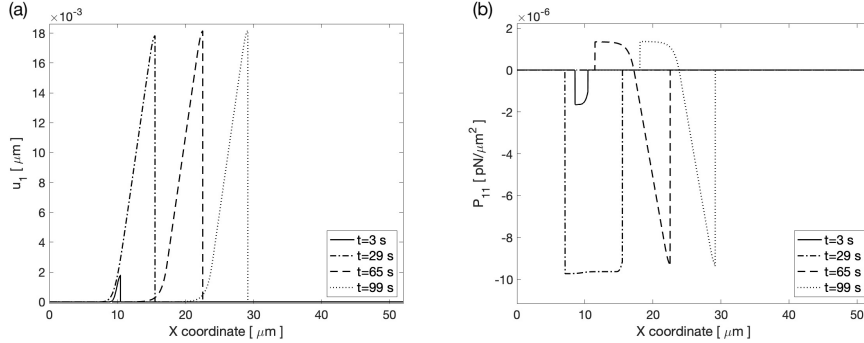 (a)
×10⁻³
18
16
14
12
10
8
6
4
2
0
u₁ [ μm]
0 10 20 30 40 50
X coordinate [ μm]
t=3 s
t=29 s
t=65 s
t=99 s
(b)
×10⁻⁶
2
0
-2
-4
-6
-8
-10
P₁₁ [ pN/μm²]
0 10 20 30 40 50
X coordinate [ μm]
t=3 s
t=29 s
t=65 s
t=99 s